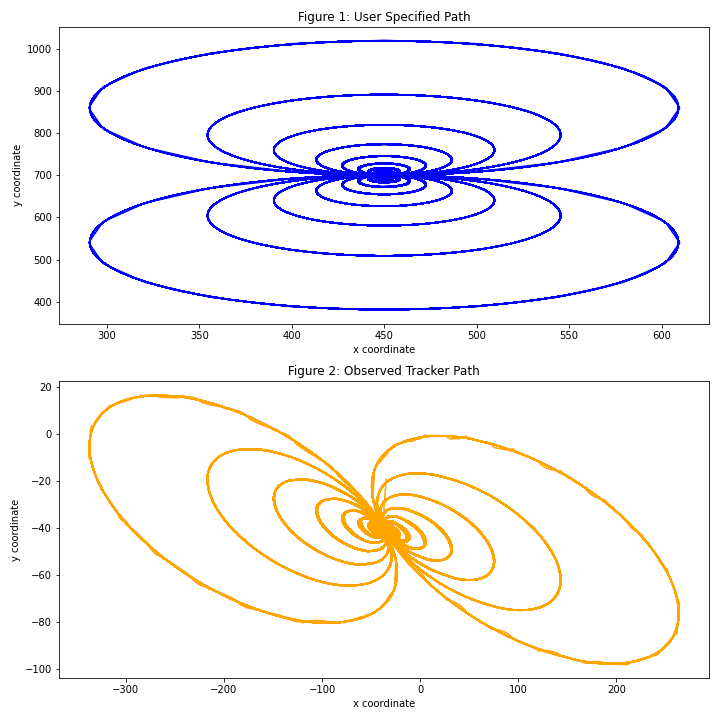 Figure 1: User Specified Path
1000
900
800
700
600
500
400
y coordinate
300 350 400 450 500 550 600
x coordinate
Figure 2: Observed Tracker Path
20
0
−20
−40
−60
−80
−100
y coordinate
−300 −200 −100 0 100 200
x coordinate